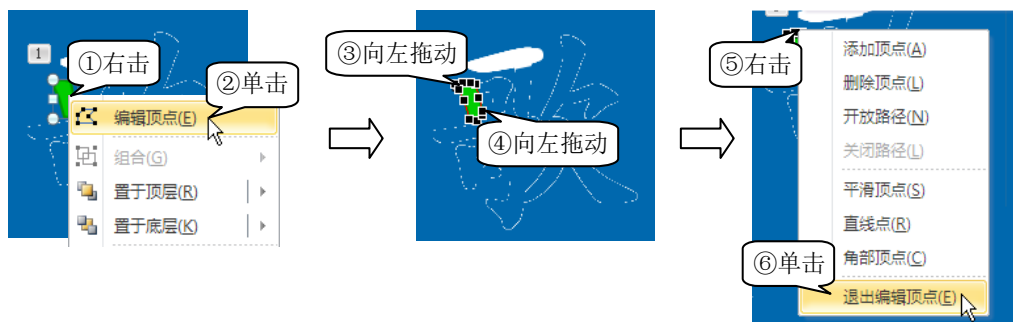 1
①右击
②单击
编辑顶点(E)
组合(G)
置于顶层(R)
置于底层(K)
③向左拖动
④向左拖动
⑤右击
添加顶点(A)
删除顶点(L)
开放路径(N)
关闭路径(L)
平滑顶点(S)
直线点(R)
角部顶点(C)
⑥单击
退出编辑顶点(E)